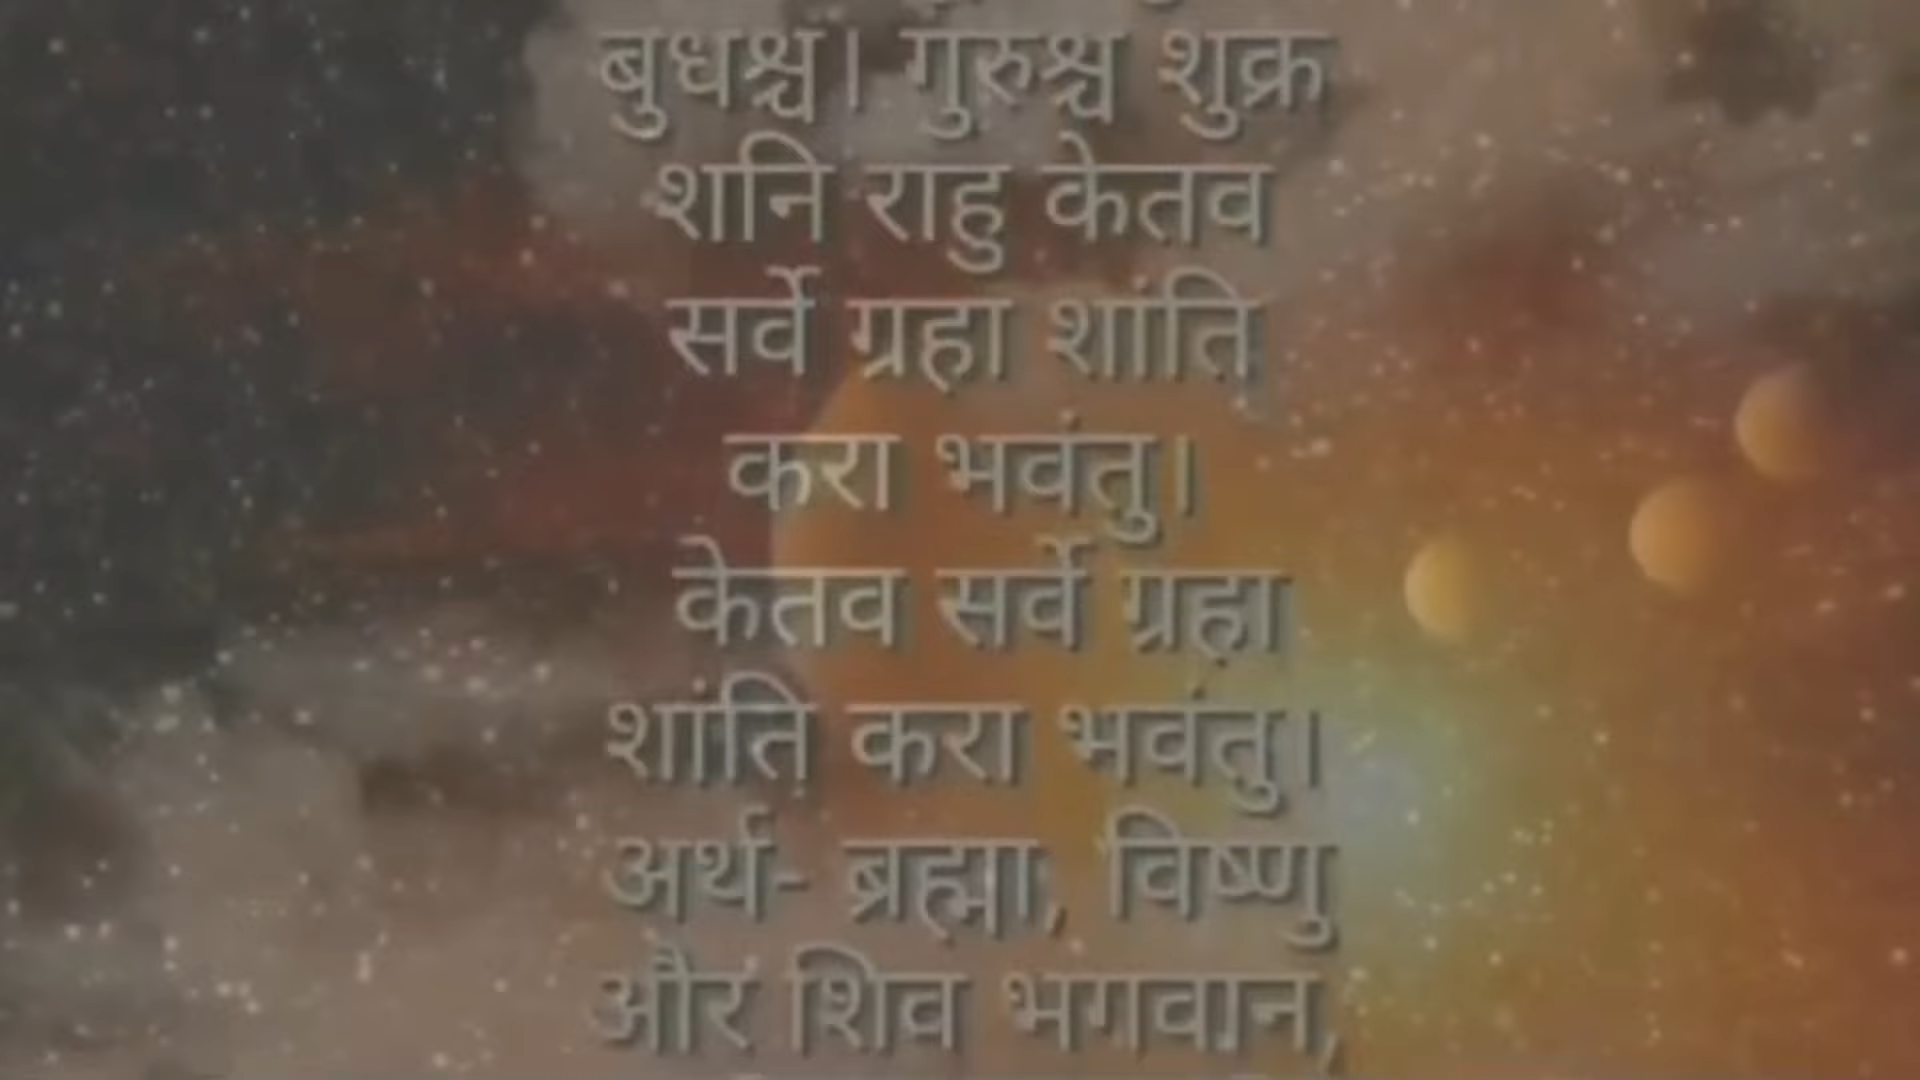 बुधश्च। गुरुश्च शुक्र
शनि राहु केतव
सर्वे ग्रहा शांति
करा भवंतु।
केतव सर्वे ग्रहा
शांति करा भवंतु।
अर्थ- ब्रह्मा, विष्णु
और शिव भगवान,